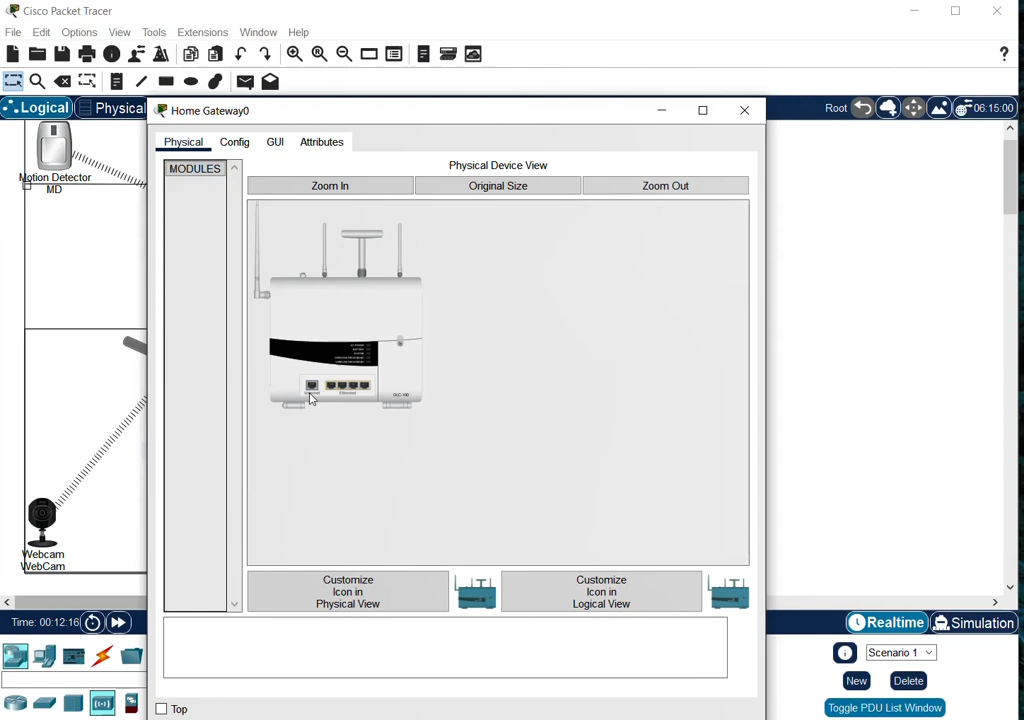 Cisco Packet Tracer
File Edit Options View Tools Extensions Window Help
Logical Physical Root 06:15:00
Home Gateway0
Physical Config GUI Attributes
MODULES
Physical Device View
Zoom In Original Size Zoom Out
Motion Detector
MD
Ethernet
DLC-100
Webcam
WebCam
Customize
Icon in
Physical View
Customize
Icon in
Logical View
Time: 00:12:16 Realtime Simulation
Scenario 1
New Delete
Toggle PDU List Window
Top